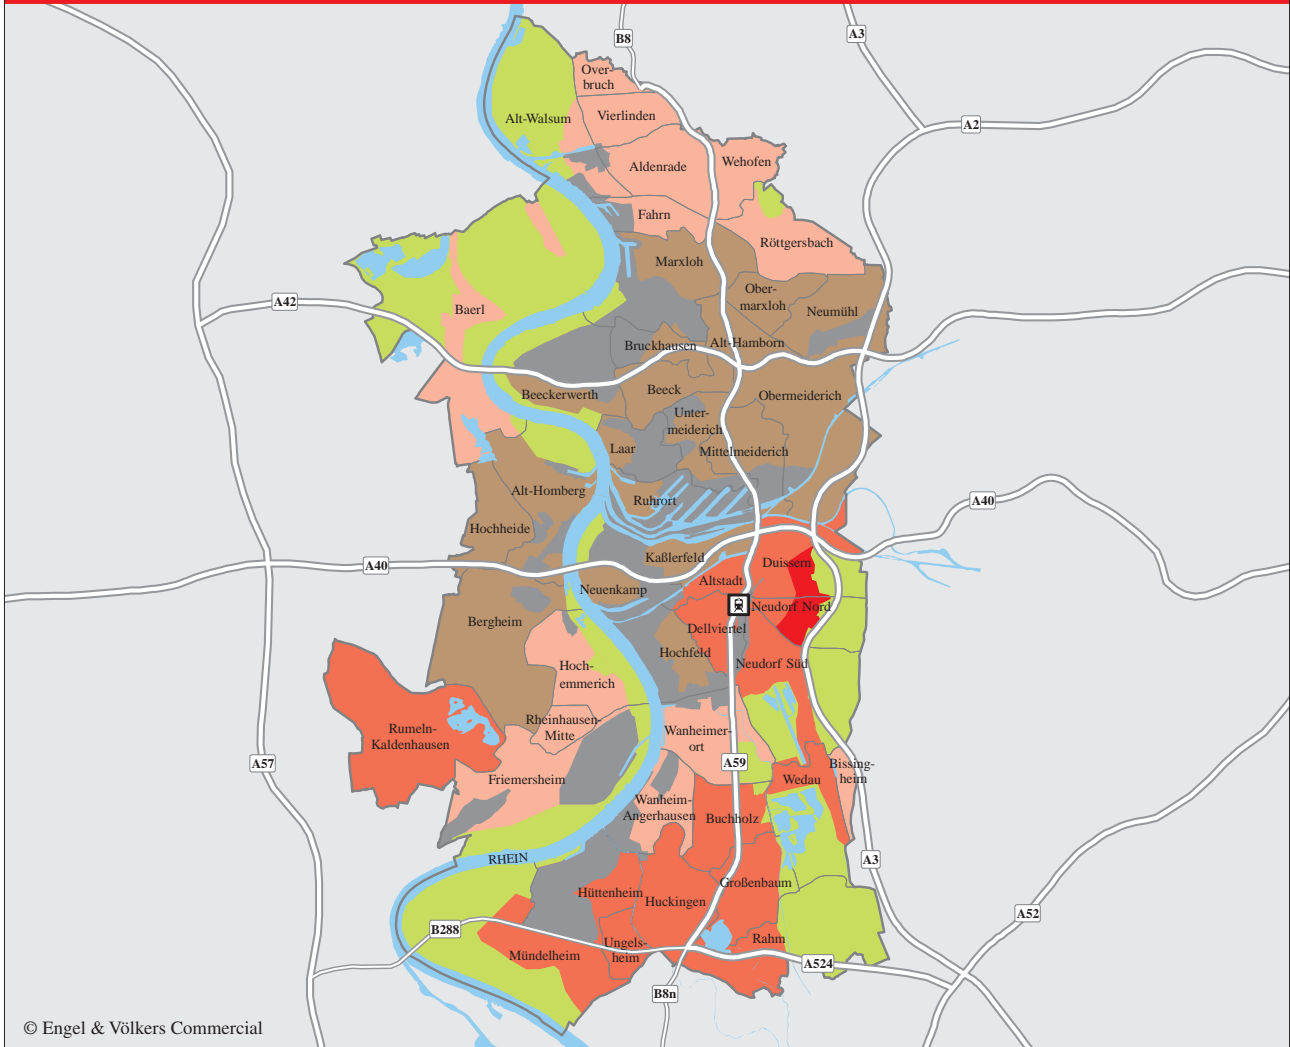 B8
A3
Over-
bruch
Alt-Walsum
Vierlinden
A2
Aldenrade
Wehofen
Fahrn
Röttgersbach
Marxloh
Ober-
marxloh
A42
Baerl
Neumühl
Bruckhausen
Alt-Hamborn
Beeckerwerth
Beeck
Obermeiderich
Unter-
meiderich
Laar
Mittelmeiderich
Alt-Homberg
Ruhrort
A40
Hochheide
Kaßlerfeld
A40
Duissern
Altstadt
Neuenkamp
Neudorf Nord
Bergheim
Dellviertel
Hochfeld
Neudorf Süd
Hoch-
emmerich
Rheinhausen-
Mitte
Rumeln-
Kaldenhausen
Wanheimer-
ort
A57
A59
Bissing-
heim
Friemersheim
Wedau
Wanheim-
Angerhausen
Buchholz
RHEIN
A3
Großenbaum
Hüttenheim
Huckingen
A52
B288
Rahm
Ungels-
heim
Mündelheim
A524
B8n
© Engel & Völkers Commercial